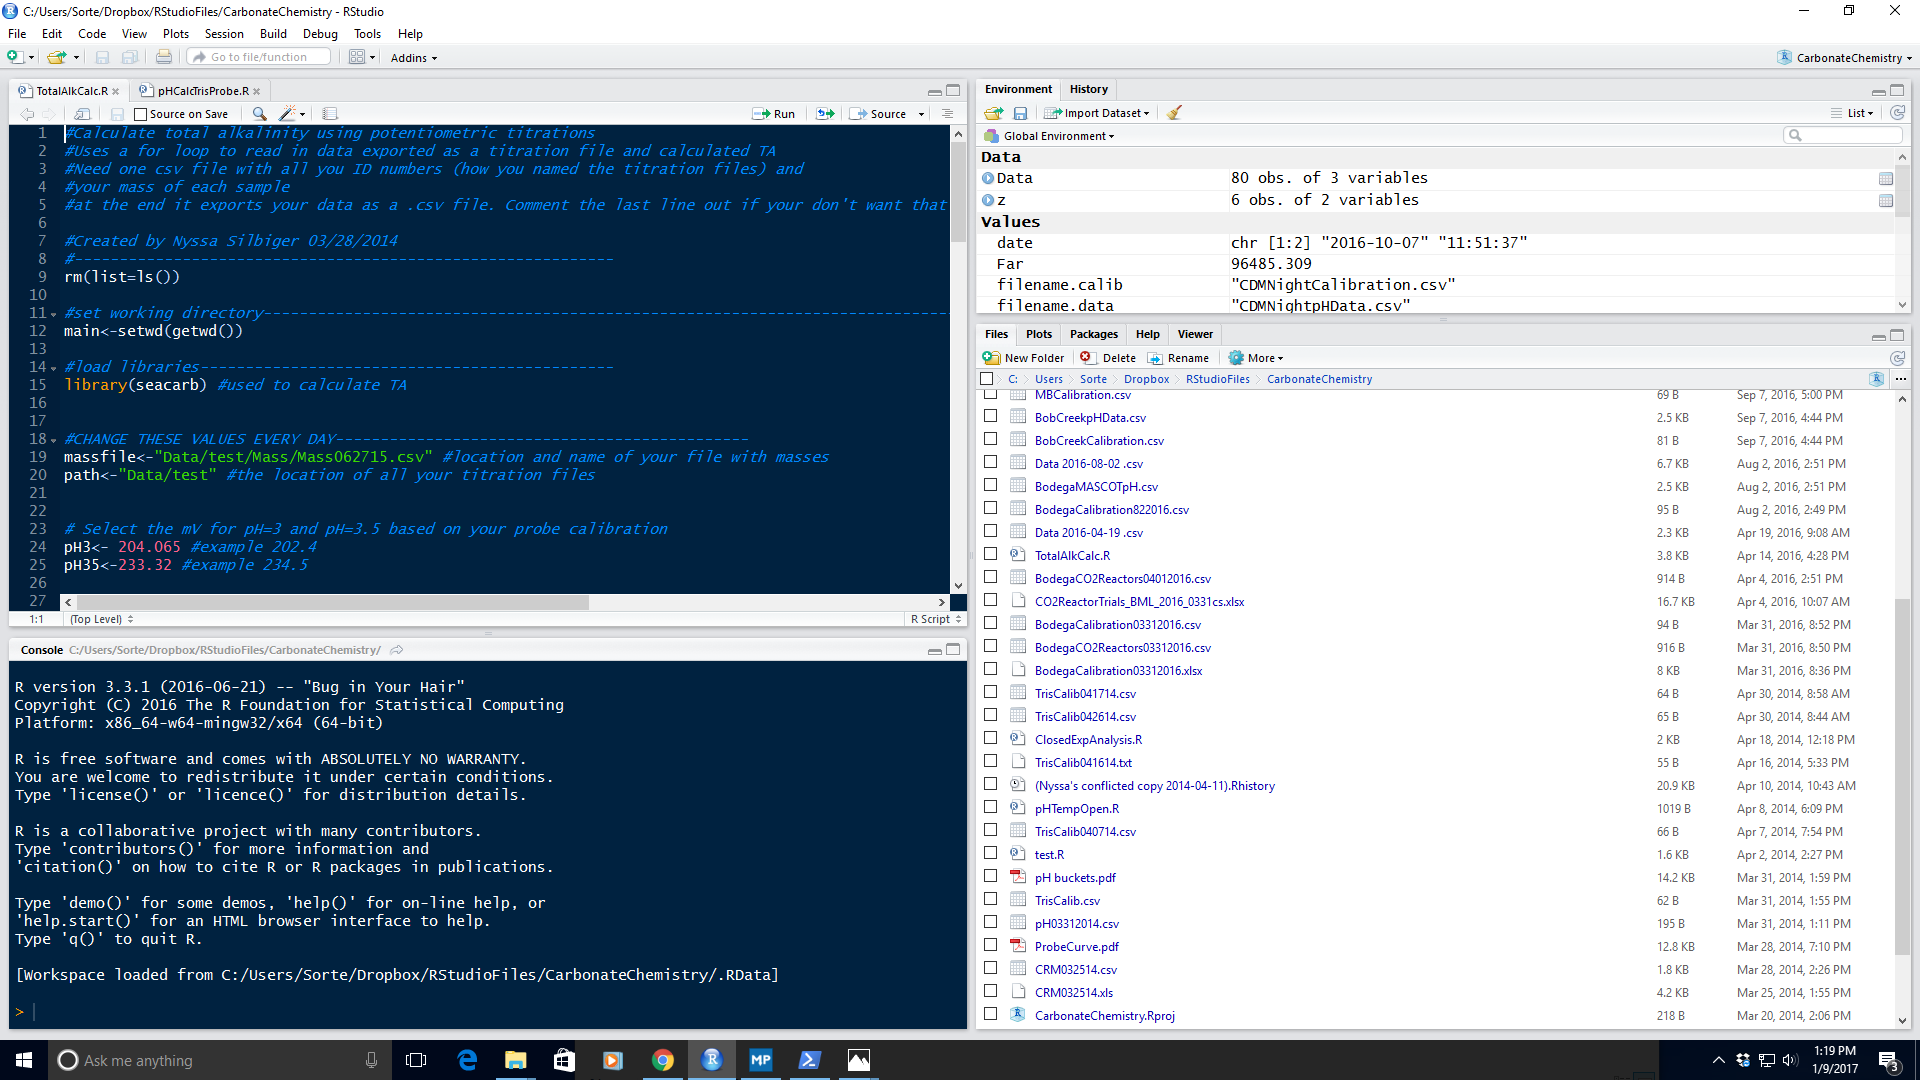 C:/Users/Sorte/Dropbox/RStudioFiles/CarbonateChemistry - RStudio
File Edit Code View Plots Session Build Debug Tools Help
Go to file/function Addins CarbonateChemistry
TotalAlkCalc.R pHCalcTrisProbe.R
Source on Save Run Source
1 #Calculate total alkalinity using potentiometric titrations
2 #Uses a for loop to read in data exported as a titration file and calculated TA
3 #Need one csv file with all you ID numbers (how you named the titration files) and
4 #your mass of each sample
5 #at the end it exports your data as a .csv file. Comment the last line out if your don't want that
6
7 #Created by Nyssa Silbiger 03/28/2014
8 #------------------------------------------------------------
9 rm(list=ls())
10
11 #set working directory----------------------------------------------------------------------------
12 main<-setwd(getwd())
13
14 #load libraries----------------------------------------------
15 library(seacarb) #used to calculate TA
16
17
18 #CHANGE THESE VALUES EVERY DAY----------------------------------------------
19 massfile<-"Data/test/Mass/Mass062715.csv" #location and name of your file with masses
20 path<-"Data/test" #the location of all your titration files
21
22
23 # Select the mV for pH=3 and pH=3.5 based on your probe calibration
24 pH3<- 204.065 #example 202.4
25 pH35<-233.32 #example 234.5
26
27
1:1 (Top Level) R Script
Console C:/Users/Sorte/Dropbox/RStudioFiles/CarbonateChemistry/
R version 3.3.1 (2016-06-21) -- "Bug in Your Hair"
Copyright (C) 2016 The R Foundation for Statistical Computing
Platform: x86_64-w64-mingw32/x64 (64-bit)
R is free software and comes with ABSOLUTELY NO WARRANTY.
You are welcome to redistribute it under certain conditions.
Type 'license()' or 'licence()' for distribution details.
R is a collaborative project with many contributors.
Type 'contributors()' for more information and
'citation()' on how to cite R or R packages in publications.
Type 'demo()' for some demos, 'help()' for on-line help, or
'help.start()' for an HTML browser interface to help.
Type 'q()' to quit R.
[Workspace loaded from C:/Users/Sorte/Dropbox/RStudioFiles/CarbonateChemistry/.RData]
>
Environment History
Import Dataset List
Global Environment
Data
Data 80 obs. of 3 variables
z 6 obs. of 2 variables
Values
date chr [1:2] "2016-10-07" "11:51:37"
Far 96485.309
filename.calib "CDMNightCalibration.csv"
filename.data "CDMNightpHData.csv"
Files Plots Packages Help Viewer
New Folder Delete Rename More
C: Users Sorte Dropbox RStudioFiles CarbonateChemistry ...
MBCalibration.csv 69 B Sep 7, 2016, 5:00 PM
BobCreekpHData.csv 2.5 KB Sep 7, 2016, 4:44 PM
BobCreekCalibration.csv 81 B Sep 7, 2016, 4:44 PM
Data 2016-08-02 .csv 6.7 KB Aug 2, 2016, 2:51 PM
BodegaMASCOTpH.csv 2.5 KB Aug 2, 2016, 2:51 PM
BodegaCalibration822016.csv 95 B Aug 2, 2016, 2:49 PM
Data 2016-04-19 .csv 2.3 KB Apr 19, 2016, 9:08 AM
TotalAlkCalc.R 3.8 KB Apr 14, 2016, 4:28 PM
BodegaCO2Reactors04012016.csv 914 B Apr 4, 2016, 2:51 PM
CO2ReactorTrials_BML_2016_0331cs.xlsx 16.7 KB Apr 4, 2016, 10:07 AM
BodegaCalibration03312016.csv 94 B Mar 31, 2016, 8:52 PM
BodegaCO2Reactors03312016.csv 916 B Mar 31, 2016, 8:50 PM
BodegaCalibration03312016.xlsx 8 KB Mar 31, 2016, 8:36 PM
TrisCalib041714.csv 64 B Apr 30, 2014, 8:58 AM
TrisCalib042614.csv 65 B Apr 30, 2014, 8:44 AM
ClosedExpAnalysis.R 2 KB Apr 18, 2014, 12:18 PM
TrisCalib041614.txt 55 B Apr 16, 2014, 5:33 PM
(Nyssa's conflicted copy 2014-04-11).Rhistory 20.9 KB Apr 10, 2014, 10:43 AM
pHTempOpen.R 1019 B Apr 8, 2014, 6:09 PM
TrisCalib040714.csv 66 B Apr 7, 2014, 7:54 PM
test.R 1.6 KB Apr 2, 2014, 2:27 PM
pH buckets.pdf 14.2 KB Mar 31, 2014, 1:59 PM
TrisCalib.csv 62 B Mar 31, 2014, 1:55 PM
pH03312014.csv 195 B Mar 31, 2014, 1:11 PM
ProbeCurve.pdf 12.8 KB Mar 28, 2014, 7:10 PM
CRM032514.csv 1.8 KB Mar 28, 2014, 2:26 PM
CRM032514.xls 4.2 KB Mar 25, 2014, 1:55 PM
CarbonateChemistry.Rproj 218 B Mar 20, 2014, 2:06 PM
Ask me anything MP 1:19 PM
1/9/2017 3